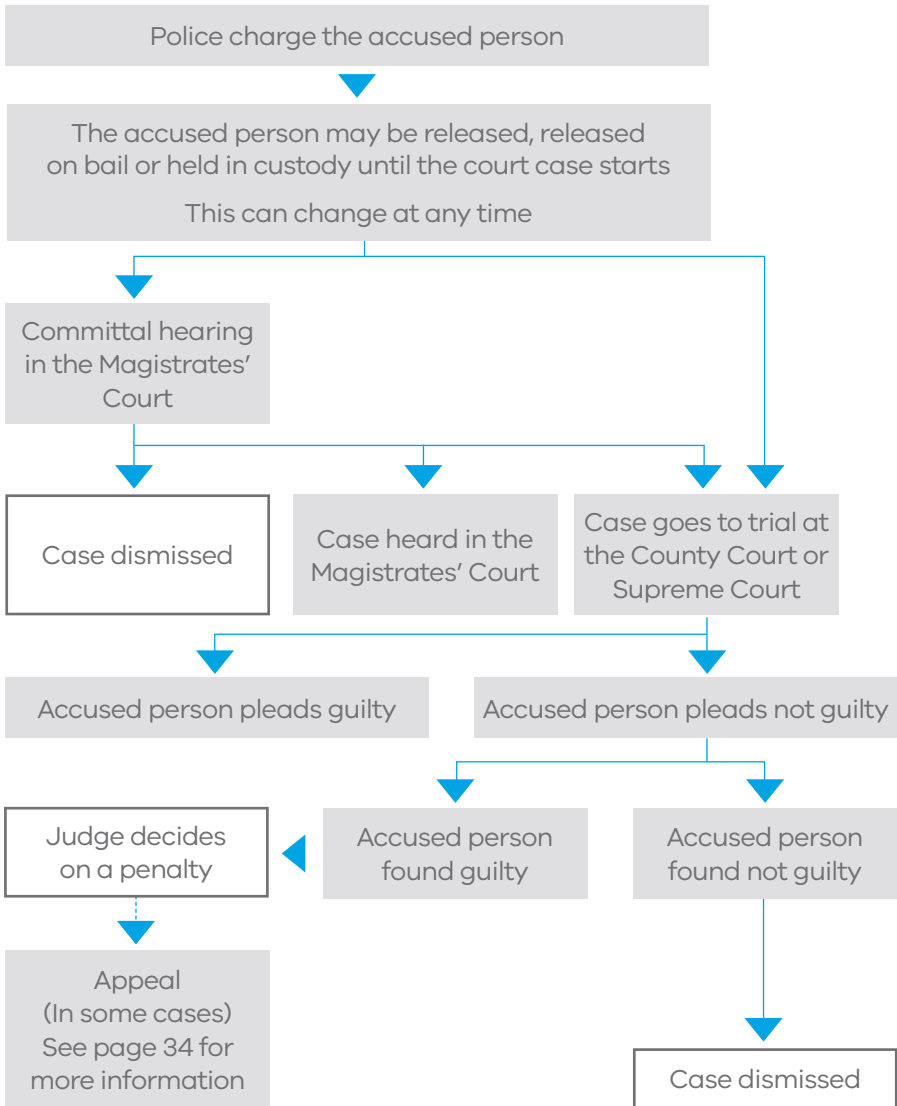 Police charge the accused person
The accused person may be released, released
on bail or held in custody until the court case starts
This can change at any time
Committal hearing
in the Magistrates’
Court
Case dismissed
Case heard in the
Magistrates’ Court
Case goes to trial at
the County Court or
Supreme Court
Accused person pleads guilty
Accused person pleads not guilty
Judge decides
on a penalty
Accused person
found guilty
Accused person
found not guilty
Appeal
(In some cases)
See page 34 for
more information
Case dismissed